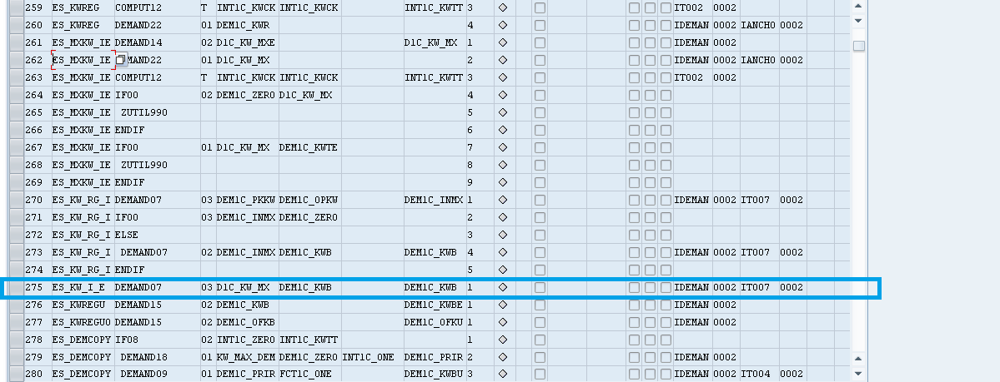 259 ES_KWREG COMPUT12 T INT1C_KWCK INT1C_KWCK INT1C_KWTT 3 IT002 0002
260 ES_KWREG DEMAND22 01 DEM1C_KWR 4 IDEMAN 0002 IANCHO 0002
261 ES_MXKW_IE DEMAND14 02 D1C_KW_MXE D1C_KW_MX 1 IDEMAN 0002
262 ES_MXKW_IE MAND22 01 D1C_KW_MX 2 IDEMAN 0002 IANCHO 0002
263 ES_MXKW_IE COMPUT12 T INT1C_KWCK INT1C_KWCK INT1C_KWTT 3 IT002 0002
264 ES_MXKW_IE IF00 02 DEM1C_ZERO D1C_KW_MX 4
265 ES_MXKW_IE ZUTIL990 5
266 ES_MXKW_IE ENDIF 6
267 ES_MXKW_IE IF00 01 D1C_KW_MX DEM1C_KWTE 7
268 ES_MXKW_IE ZUTIL990 8
269 ES_MXKW_IE ENDIF 9
270 ES_KW_RG_I DEMAND07 03 DEM1C_PKKW DEM1C_OPKW DEM1C_INMX 1 IDEMAN 0002 IT007 0002
271 ES_KW_RG_I IF00 03 DEM1C_INMX DEM1C_ZERO 2
272 ES_KW_RG_I ELSE 3
273 ES_KW_RG_I DEMAND07 02 DEM1C_INMX DEM1C_KWB DEM1C_KWB 4 IDEMAN 0002 IT007 0002
274 ES_KW_RG_I ENDIF 5
275 ES_KW_I_E DEMAND07 03 D1C_KW_MX DEM1C_KWB DEM1C_KWB 1 IDEMAN 0002 IT007 0002
276 ES_KWREGU DEMAND15 02 DEM1C_KWB DEM1C_KWBE 1 IDEMAN 0002
277 ES_KWREGUO DEMAND15 02 DEM1C_OFKB DEM1C_OFKU 1 IDEMAN 0002
278 ES_DEMCOPY IF08 02 INT1C_ZERO INT1C_KWTT 1
279 ES_DEMCOPY DEMAND18 01 KW_MAX_DEM DEM1C_ZERO INT1C_ONE DEM1C_PRIR 2 IDEMAN 0002
280 ES_DEMCOPY DEMAND09 01 DEM1C_PRIR FCT1C_ONE DEM1C_KWBU 3 IDEMAN 0002 IT004 0002